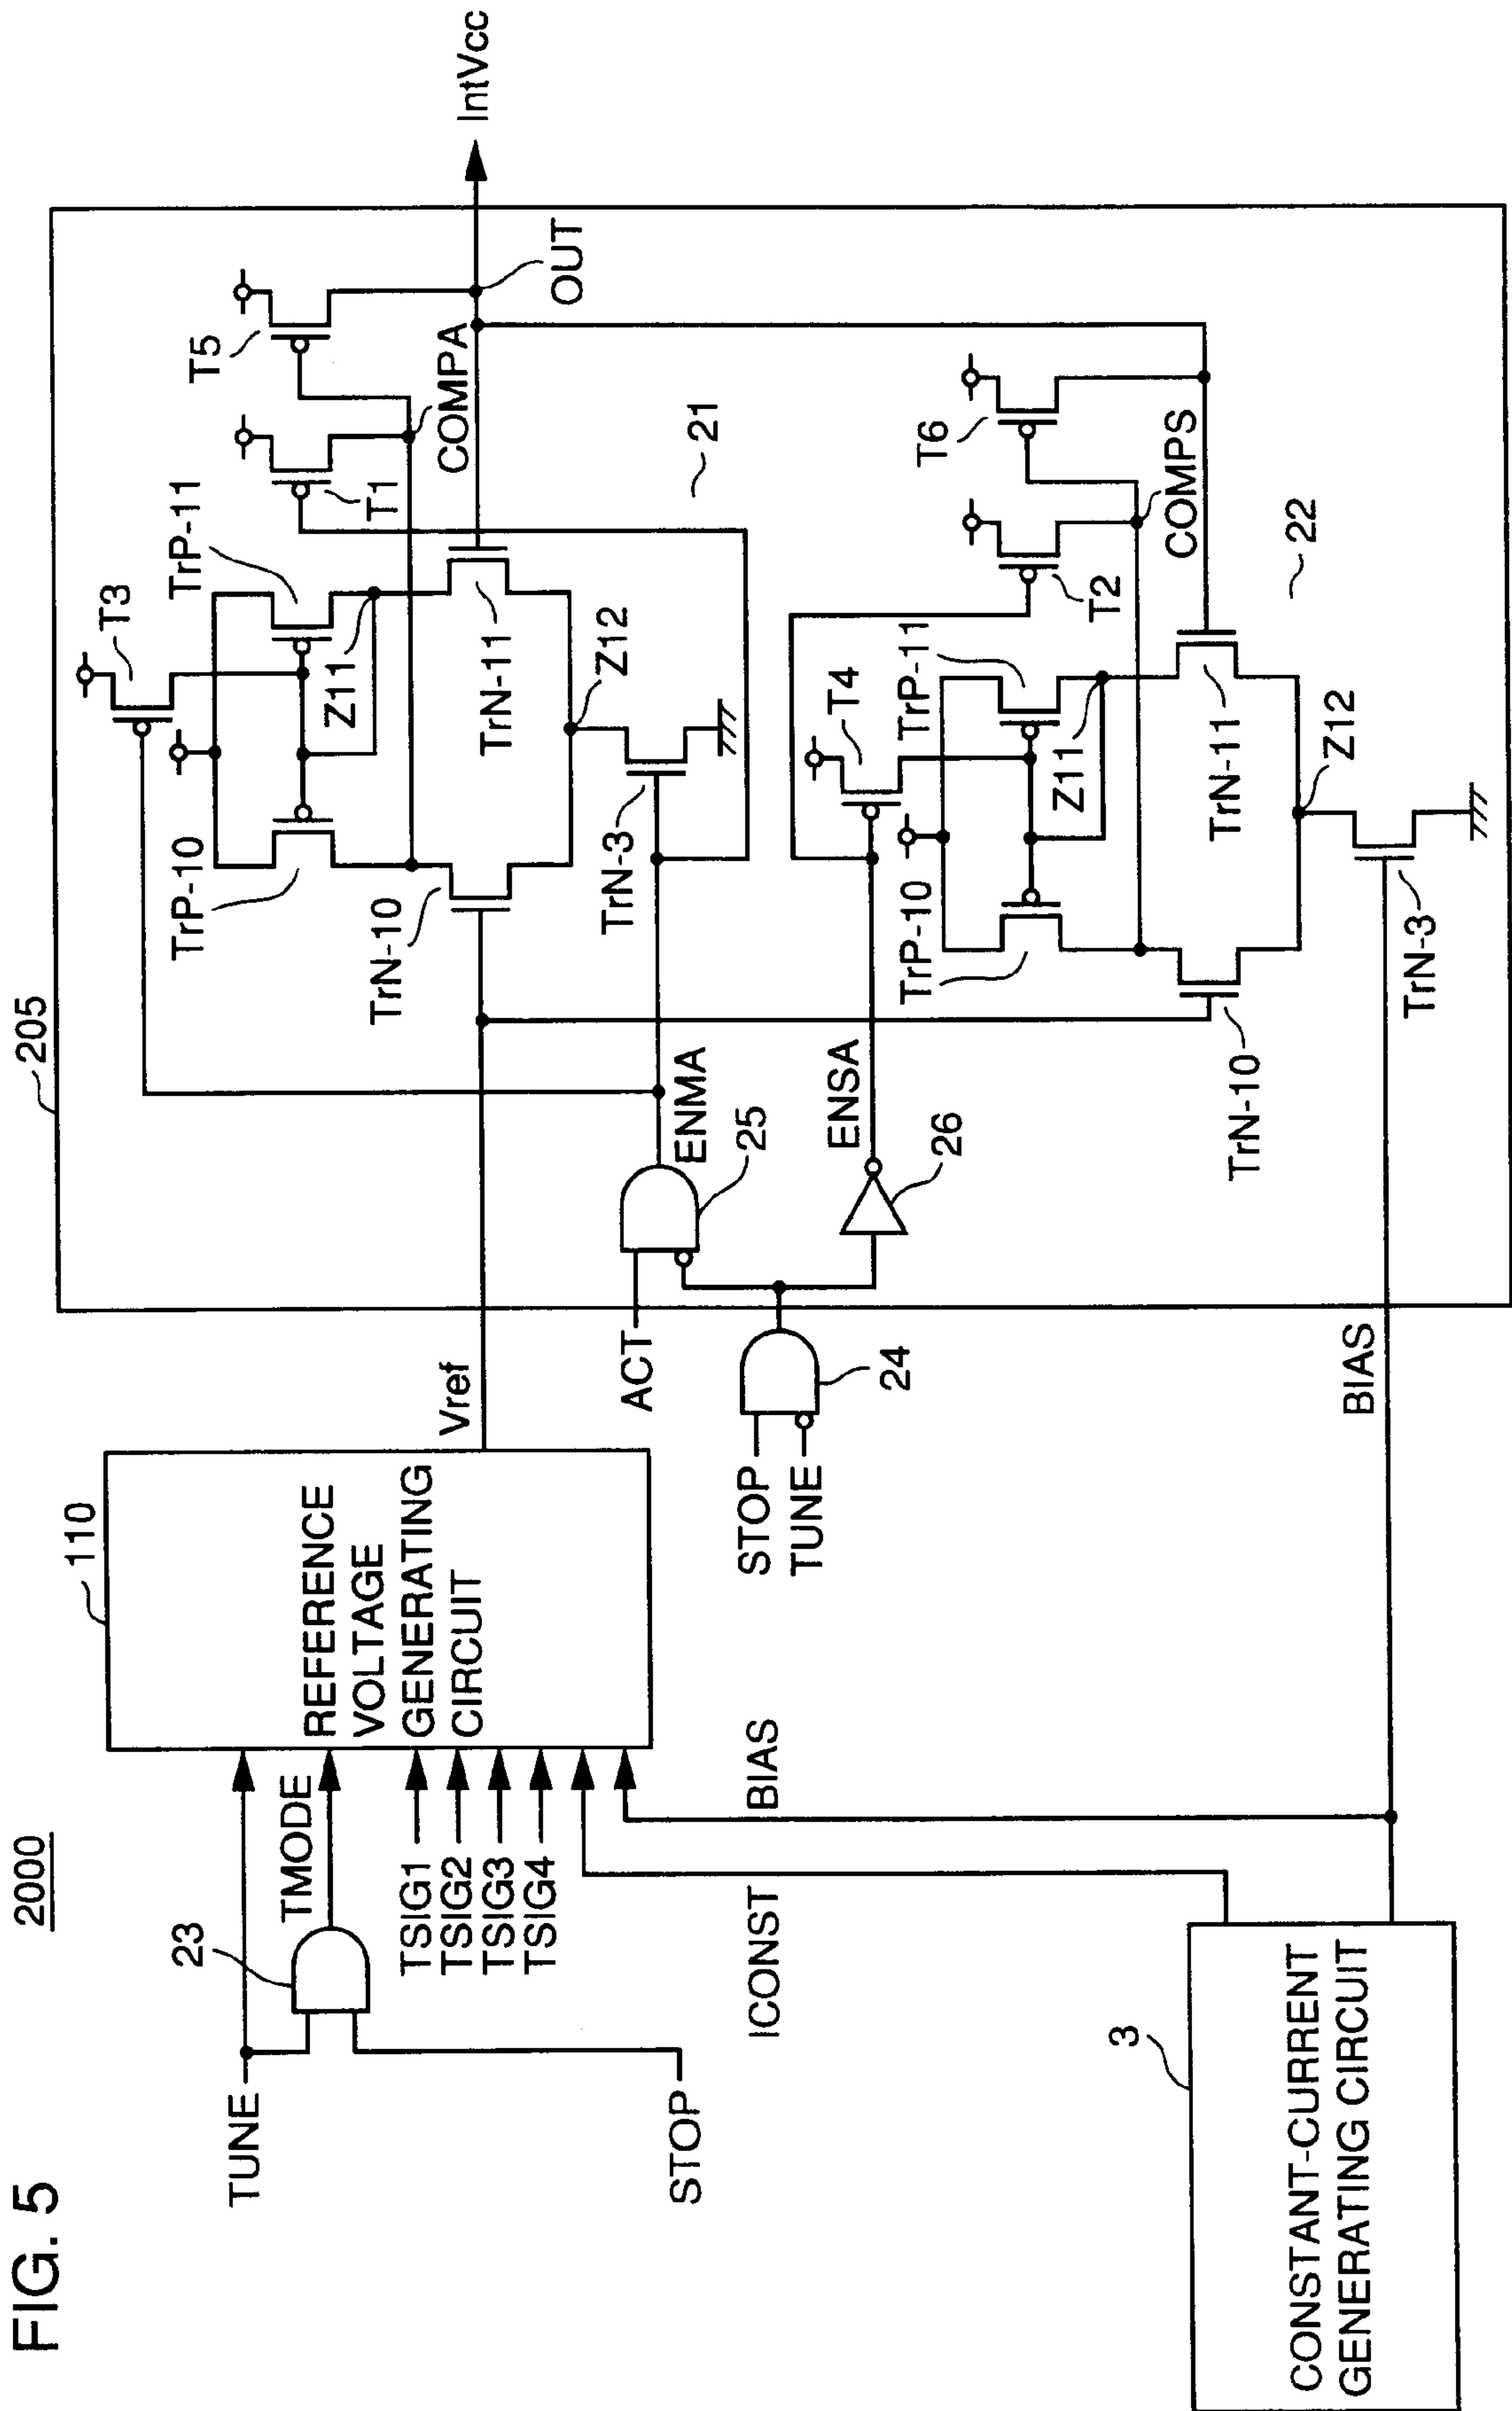 FIG. 5
2000
TUNE
STOP
23
TMODE
TSIG1
TSIG2
TSIG3
TSIG4
ICONST
BIAS
110
REFERENCE
VOLTAGE
GENERATING
CIRCUIT
3
CONSTANT-CURRENT
GENERATING CIRCUIT
Vref
ACT
STOP
TUNE
24
BIAS
205
ENMA
25
ENSA
26
T3
TrP-10
TrP-11
Z11
TrN-10
TrN-11
Z12
TrN-3
T1
T5
COMPA
OUT
IntVcc
21
T4
TrP-10
TrP-11
Z11
TrN-10
TrN-11
Z12
TrN-3
T2
T6
COMPS
22